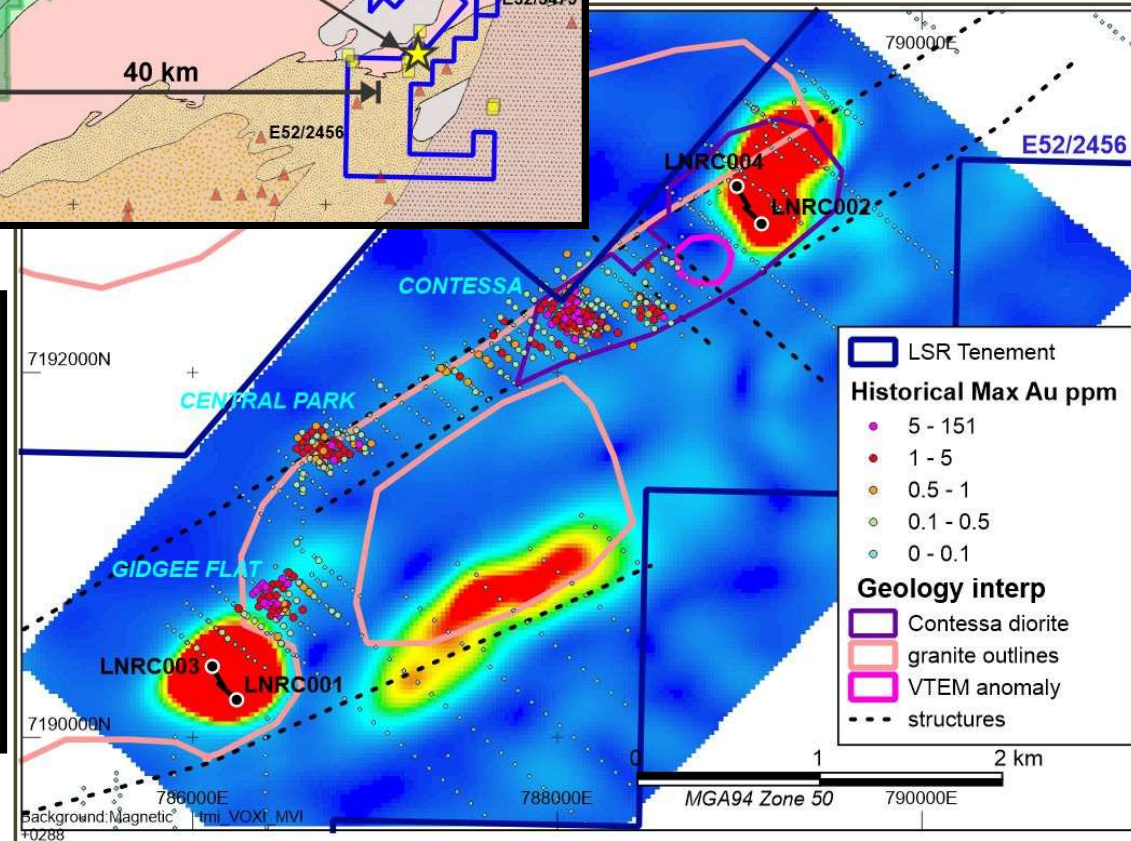 E52/3473
40 km
E52/2456
790000E
E52/2456
LNRC004
LNRC002
CONTESSA
7192000N
CENTRAL PARK
GIDGEE FLAT
LNRC003
LNRC001
7190000N
786000E
788000E
790000E
Background:Magnetic tmi_VOXI_MVI
+0288
LSR Tenement
Historical Max Au ppm
5 - 151
1 - 5
0.5 - 1
0.1 - 0.5
0 - 0.1
Geology interp
Contessa diorite
granite outlines
VTEM anomaly
structures
0 1 2 km
MGA94 Zone 50